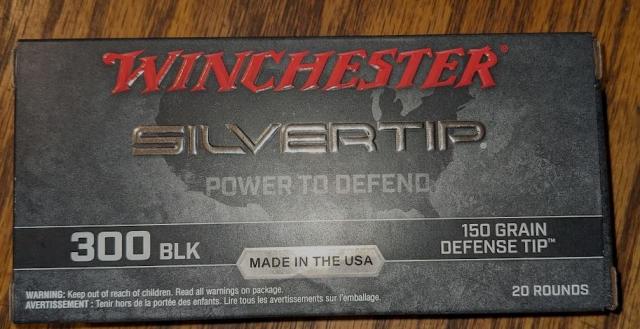 WINCHESTER®
SILVERTIP®
POWER TO DEFEND
300 BLK
MADE IN THE USA
150 GRAIN
DEFENSE TIP™
WARNING: Keep out of reach of children. Read all warnings on package.
AVERTISSEMENT: Tenir hors de la portée des enfants. Lire tous les avertissements sur l'emballage.
20 ROUNDS